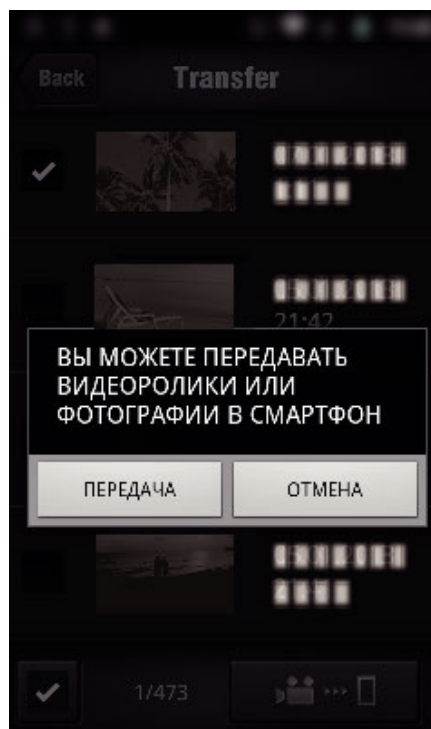 Back
Transfer
21:42
ВЫ МОЖЕТЕ ПЕРЕДАВАТЬ
ВИДЕОРОЛИКИ ИЛИ
ФОТОГРАФИИ В СМАРТФОН
ПЕРЕДАЧА
ОТМЕНА
1/473